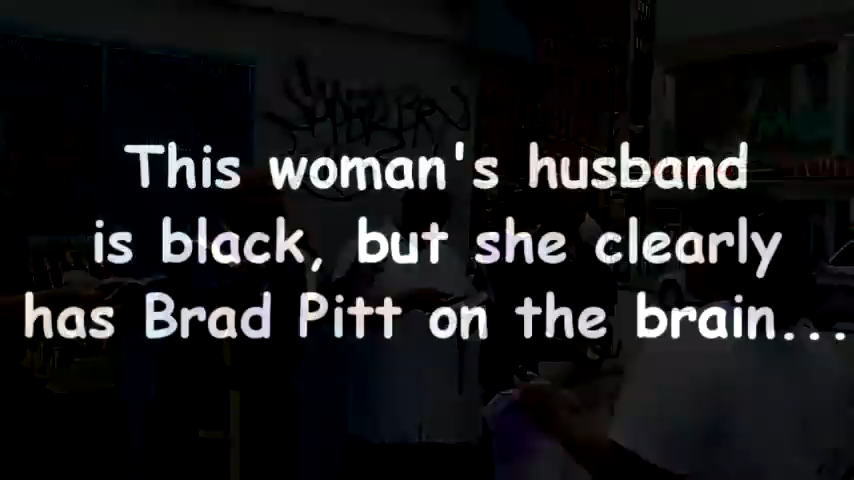 This woman's husband
is black, but she clearly
has Brad Pitt on the brain...